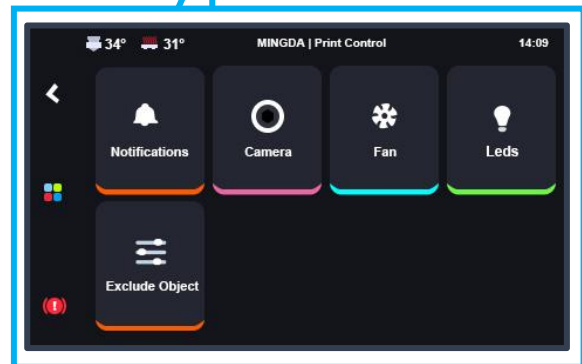 34° 31° MINGDA | Print Control 14:09
Notifications Camera Fan Leds
Exclude Object